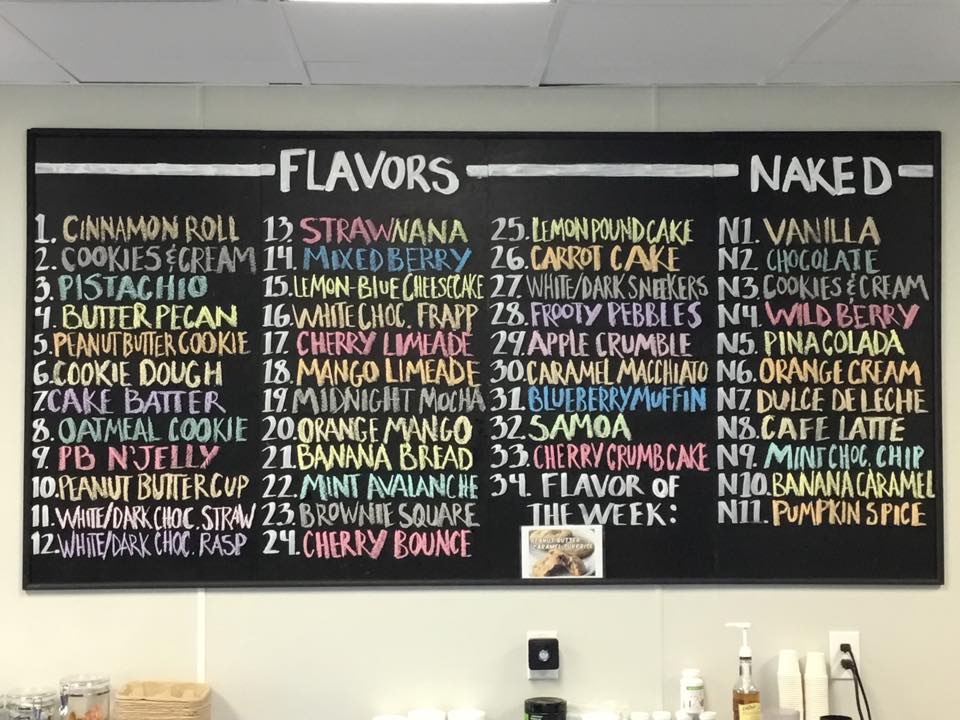 FLAVORS
1. CINNAMON ROLL
2. COOKIES & CREAM
3. PISTACHIO
4. BUTTER PECAN
5. PEANUT BUTTER COOKIE
6. COOKIE DOUGH
7. CAKE BATTER
8. OATMEAL COOKIE
9. PB N' JELLY
10. PEANUT BUTTER CUP
11. WHITE/DARK CHOC. STRAW
12. WHITE/DARK CHOC. RASP
13. STRAWNANA
14. MIXED BERRY
15. LEMON-BLUE CHEESECAKE
16. WHITE CHOC. FRAPP
17. CHERRY LIMEADE
18. MANGO LIMEADE
19. MIDNIGHT MOCHA
20. ORANGE MANGO
21. BANANA BREAD
22. MINT AVALANCHE
23. BROWNIE SQUARE
24. CHERRY BOUNCE
25. LEMON POUND CAKE
26. CARROT CAKE
27. WHITE/DARK SNEEKERS
28. FROOTY PEBBLES
29. APPLE CRUMBLE
30. CARAMEL MACCHIATO
31. BLUEBERRY MUFFIN
32. SAMOA
33. CHERRY CRUMB CAKE
34. FLAVOR OF
THE WEEK:
PEANUT BUTTER
CARAMEL SURPRISE
NAKED
N1. VANILLA
N2. CHOCOLATE
N3. COOKIES & CREAM
N4. WILD BERRY
N5. PINA COLADA
N6. ORANGE CREAM
N7. DULCE DE LECHE
N8. CAFE LATTE
N9. MINT CHOC. CHIP
N10. BANANA CARAMEL
N11. PUMPKIN SPICE